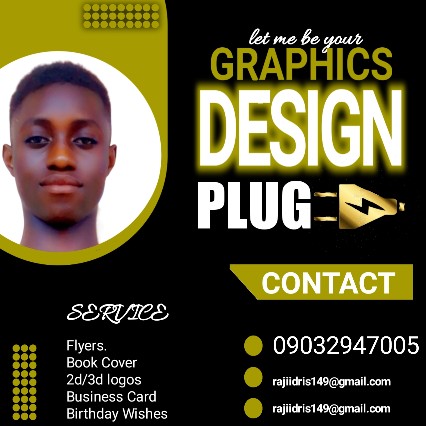 let me be your
GRAPHICS
DESIGN
PLUG
CONTACT
09032947005
rajiidris149@gmail.com
rajiidris149@gmail.com
SERVICE
Flyers.
Book Cover
2d/3d logos
Business Card
Birthday Wishes